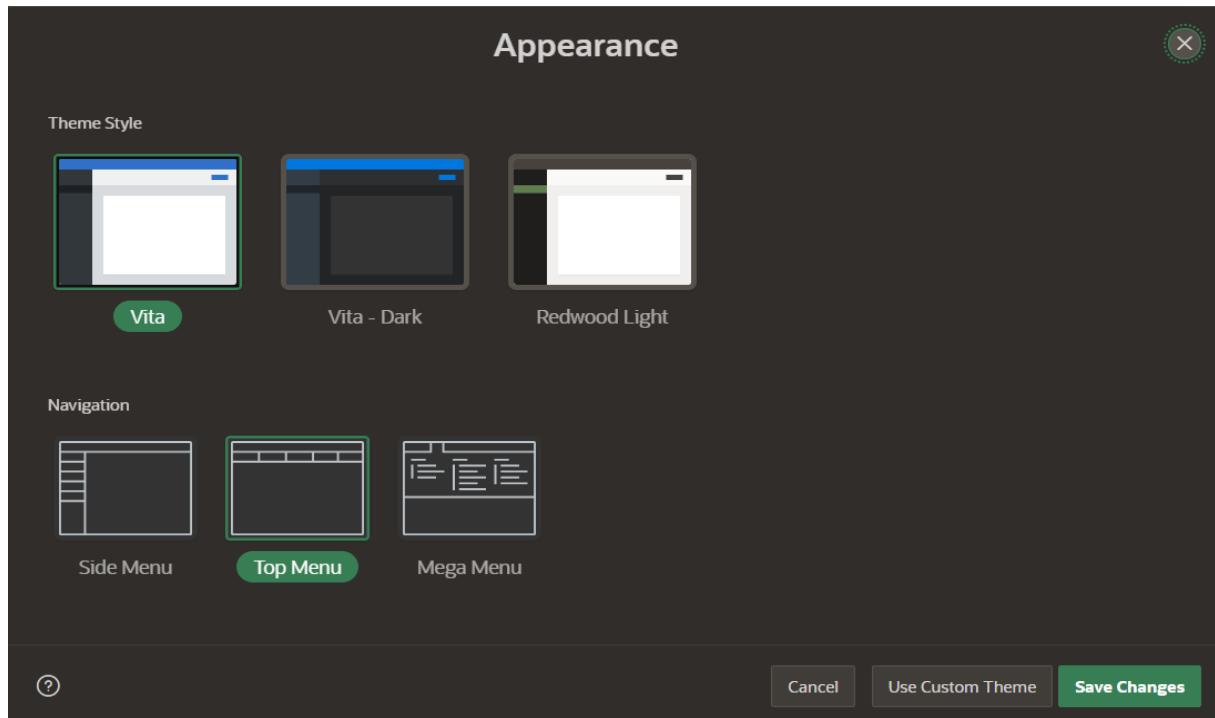 Appearance
Theme Style
Vita
Vita - Dark
Redwood Light
Navigation
Side Menu
Top Menu
Mega Menu
?
Cancel
Use Custom Theme
Save Changes